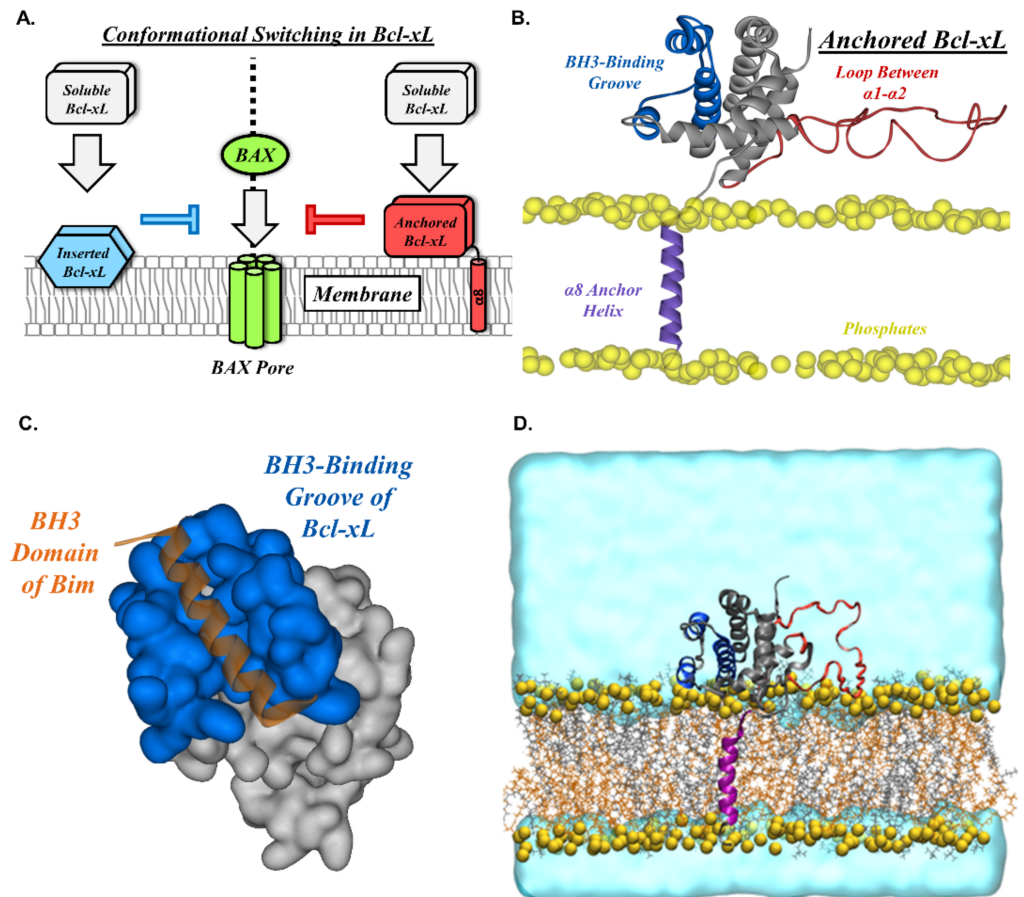 A.
Conformational Switching in Bcl-xL
Soluble
Bcl-xL
Soluble
Bcl-xL
BAX
Inserted
Bcl-xL
Anchored
Bcl-xL
α8
Membrane
BAX Pore
B.
Anchored Bcl-xL
BH3-Binding
Groove
Loop Between
α1-α2
α8 Anchor
Helix
Phosphates
C.
BH3-Binding
Groove of
Bcl-xL
BH3
Domain
of Bim
D.